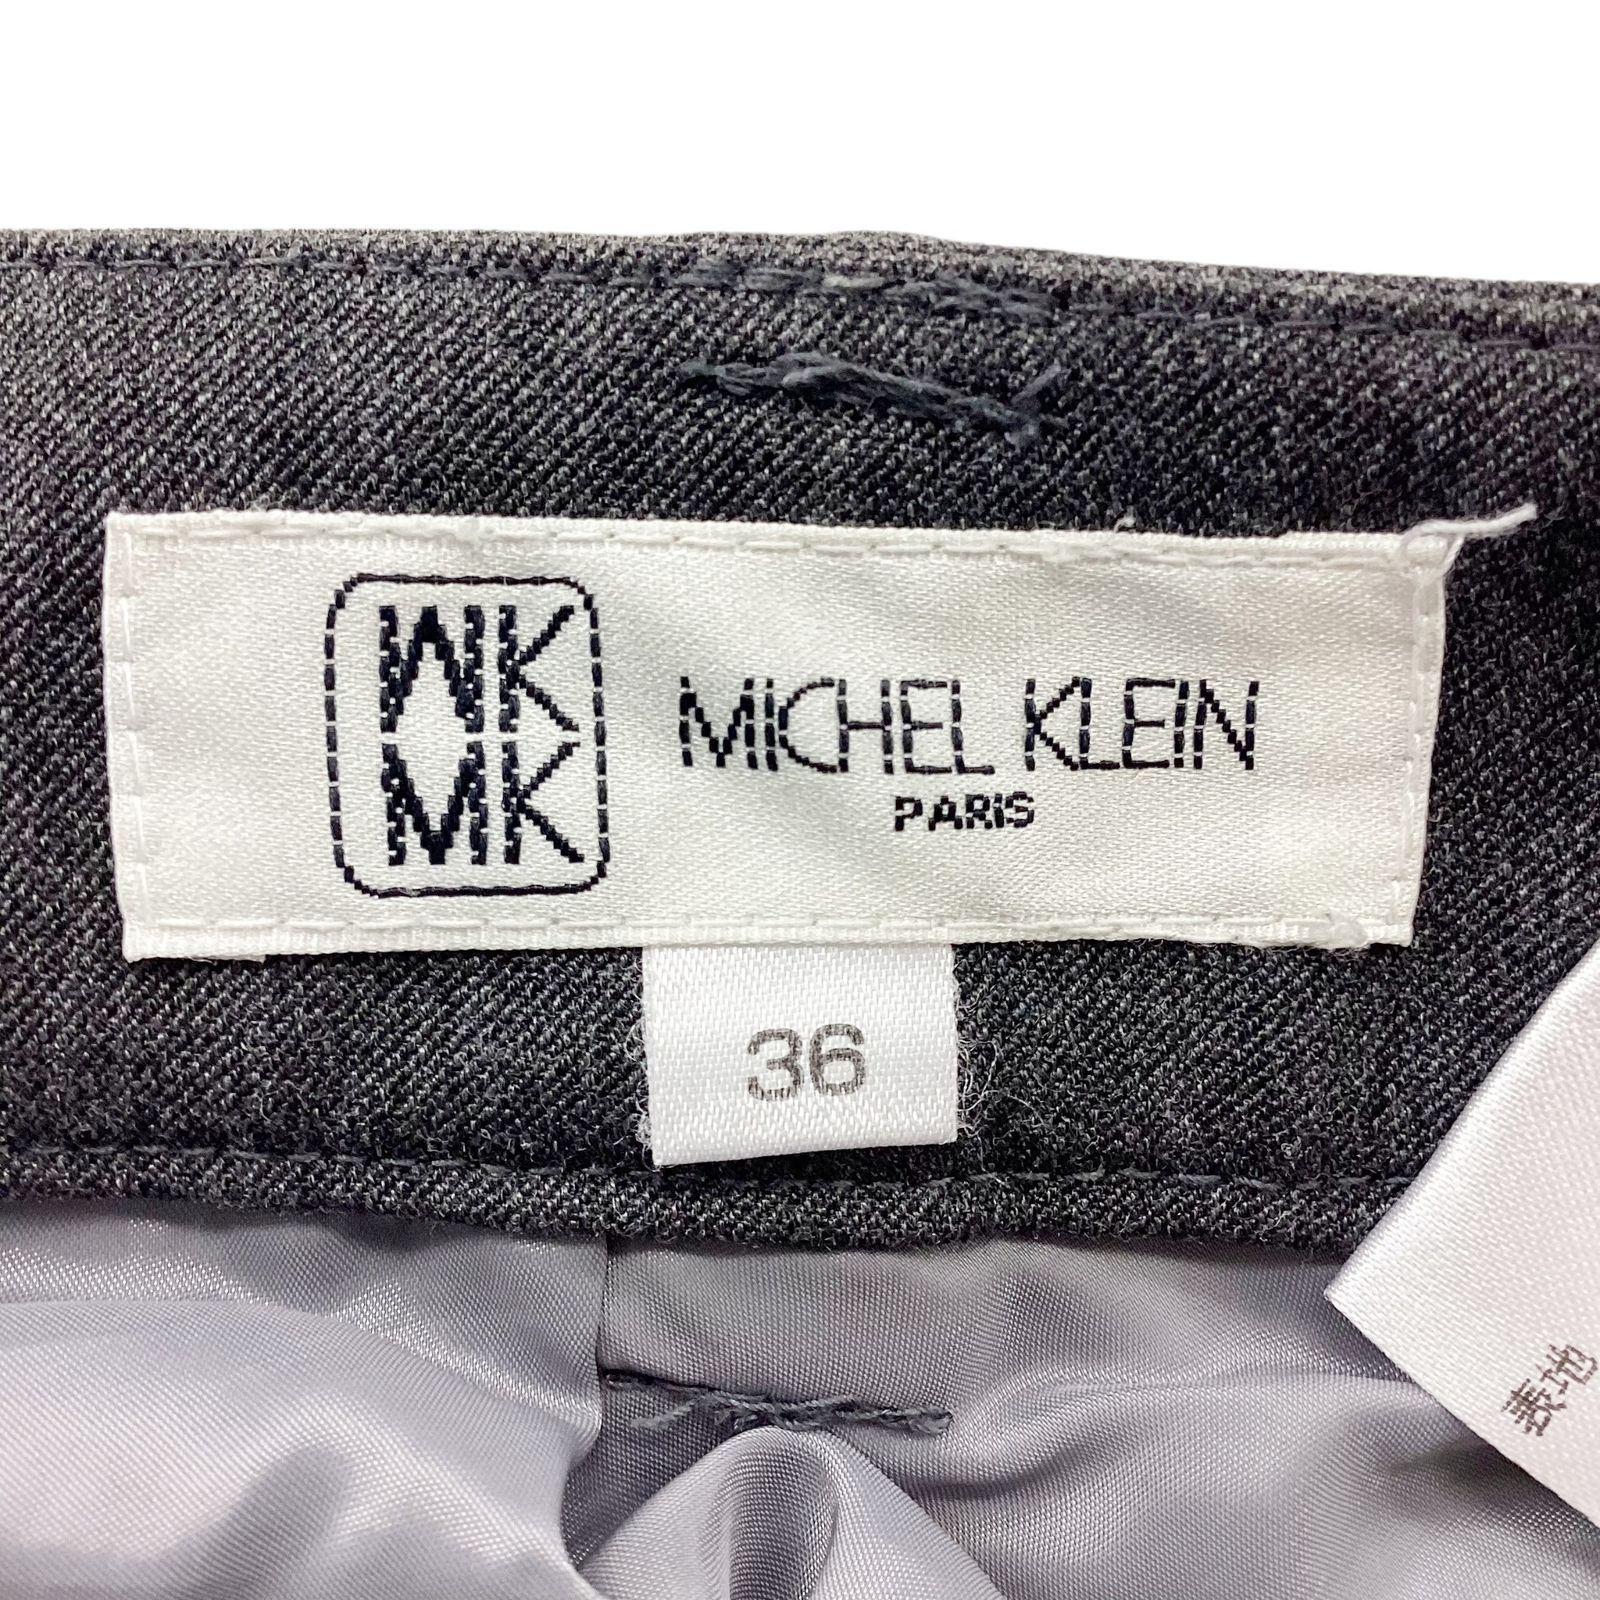 MK
MK
MICHEL KLEIN
PARIS
36
表地